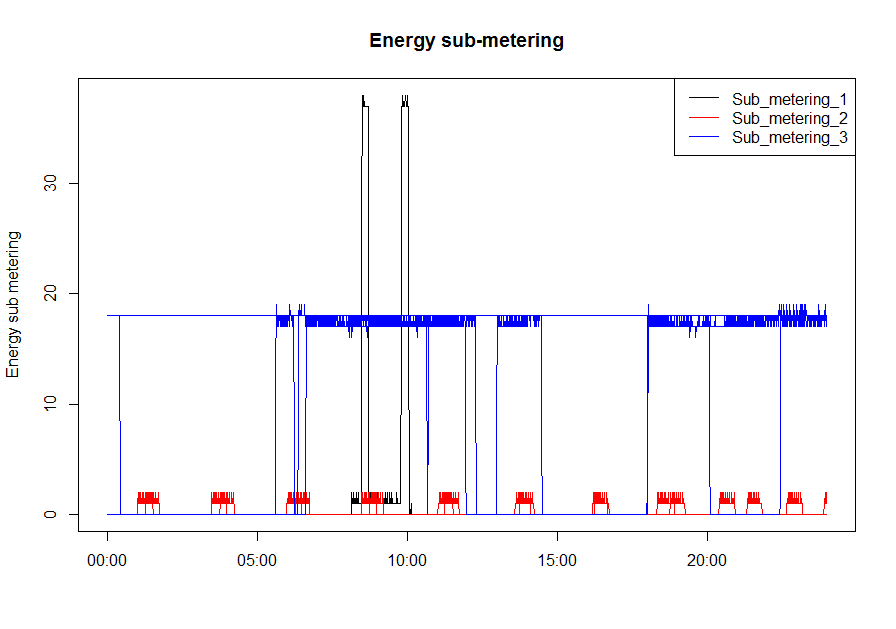 Energy sub-metering
Sub_metering_1
Sub_metering_2
Sub_metering_3
Energy sub metering
30
20
10
0
00:00 05:00 10:00 15:00 20:00